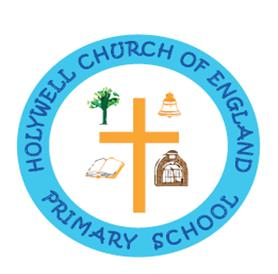 HOLYWELL CHURCH OF ENGLAND
PRIMARY SCHOOL